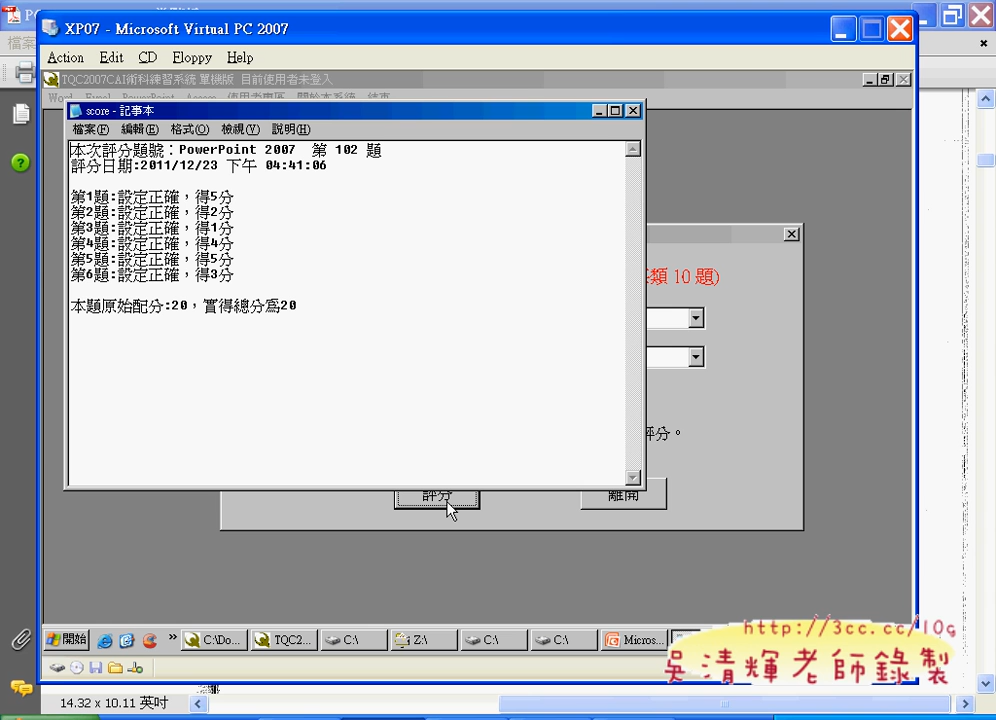 XP07 - Microsoft Virtual PC 2007
Action Edit CD Floppy Help
TQC2007CAI術科練習系統 單機版 目前使用者未登入
score - 記事本
檔案(F) 編輯(E) 格式(O) 檢視(V) 說明(H)
本次評分題號：PowerPoint 2007 第 102 題
評分日期:2011/12/23 下午 04:41:06
第1題:設定正確，得5分
第2題:設定正確，得2分
第3題:設定正確，得1分
第4題:設定正確，得4分
第5題:設定正確，得5分
第6題:設定正確，得3分
本題原始配分:20，實得總分為20
類 10 題)
評分。
評分 離開
開始 C:\Do... TQC2... C:\ Z:\ C:\ C:\ Micros...
http://3cc.cc/10g
吳清輝老師錄製
14.32 x 10.11 英吋